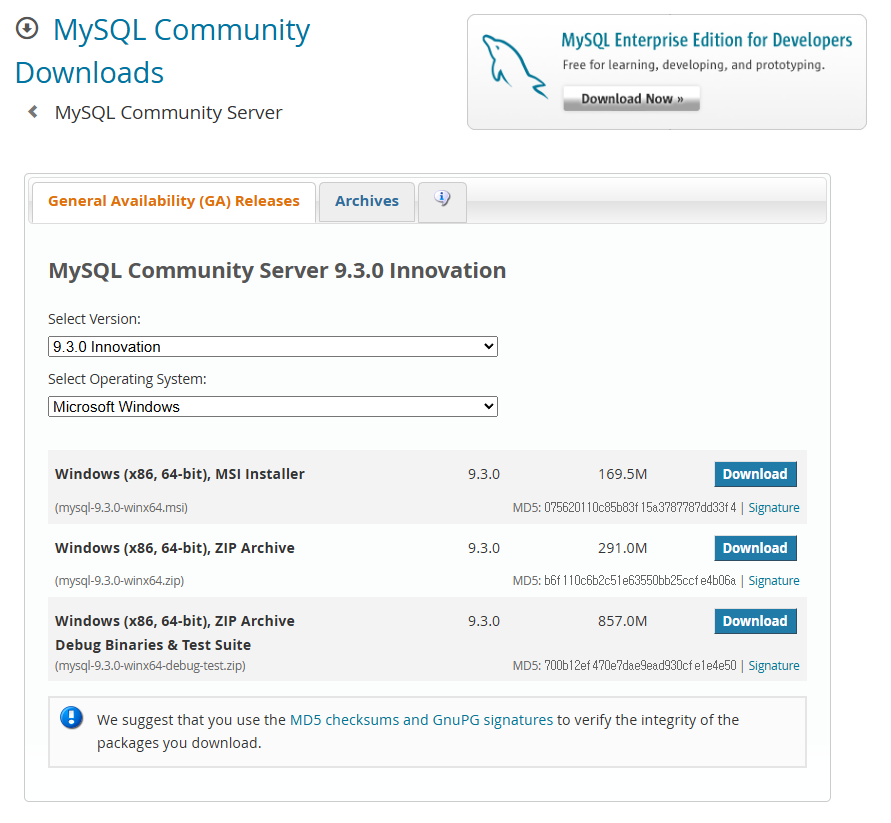 MySQL Community
Downloads
MySQL Community Server
MySQL Enterprise Edition for Developers
Free for learning, developing, and prototyping.
Download Now »
General Availability (GA) Releases
Archives
MySQL Community Server 9.3.0 Innovation
Select Version:
9.3.0 Innovation
Select Operating System:
Microsoft Windows
Windows (x86, 64-bit), MSI Installer 9.3.0 169.5M Download
(mysql-9.3.0-winx64.msi) MD5: 075620110c85b83f15a3787787dd33f4 | Signature
Windows (x86, 64-bit), ZIP Archive 9.3.0 291.0M Download
(mysql-9.3.0-winx64.zip) MD5: b6f110c6b2c51e63550bb25ccfe4b06a | Signature
Windows (x86, 64-bit), ZIP Archive 9.3.0 857.0M Download
Debug Binaries & Test Suite
(mysql-9.3.0-winx64-debug-test.zip) MD5: 700b12ef470e7dae9ead930cfe1e4e50 | Signature
We suggest that you use the MD5 checksums and GnuPG signatures to verify the integrity of the
packages you download.